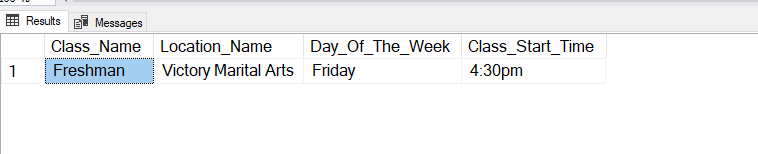 Results Messages
Class_Name Location_Name Day_Of_The_Week Class_Start_Time
1 Freshman Victory Marital Arts Friday 4:30pm